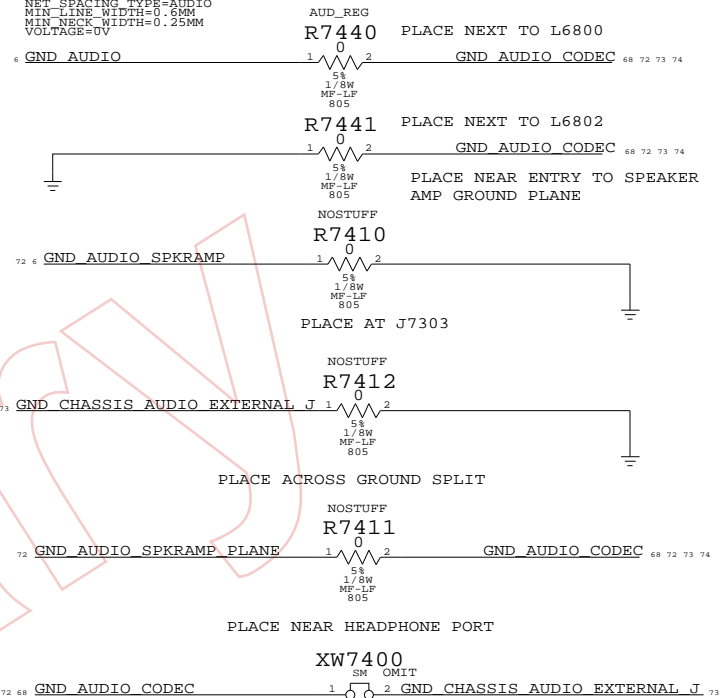 NET_SPACING_TYPE=AUDIO
MIN_LINE_WIDTH=0.6MM
MIN_NECK_WIDTH=0.25MM
VOLTAGE=0V
AUD_REG
R7440 PLACE NEXT TO L6800
0
6 GND_AUDIO 1 2 GND_AUDIO_CODEC 68 72 73 74
5%
1/8W
MF-LF
805
R7441 PLACE NEXT TO L6802
0
1 2 GND_AUDIO_CODEC 68 72 73 74
5%
1/8W
MF-LF
805
PLACE NEAR ENTRY TO SPEAKER
AMP GROUND PLANE
NOSTUFF
R7410
0
72 6 GND_AUDIO_SPKRAMP 1 2
5%
1/8W
MF-LF
805
PLACE AT J7303
NOSTUFF
R7412
0
73 GND_CHASSIS_AUDIO_EXTERNAL_J 1 2
5%
1/8W
MF-LF
805
PLACE ACROSS GROUND SPLIT
NOSTUFF
R7411
0
72 GND_AUDIO_SPKRAMP_PLANE 1 2 GND_AUDIO_CODEC 68 72 73 74
5%
1/8W
MF-LF
805
PLACE NEAR HEADPHONE PORT
XW7400
SM OMIT
72 68 GND_AUDIO_CODEC 1 2 GND_CHASSIS_AUDIO_EXTERNAL_J 73
ry